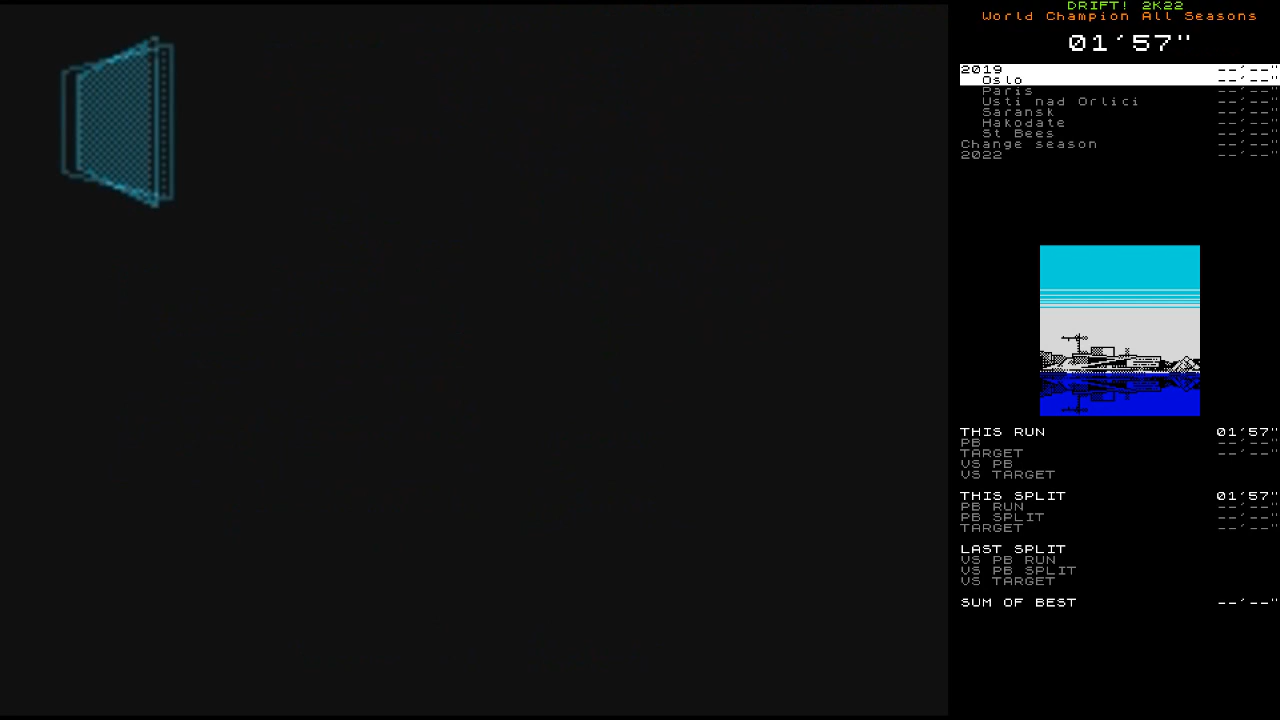 DRIFT! 2K22
World Champion All Seasons
01'57"
2019 --'--"
Oslo --'--"
Paris --'--"
Usti nad Orlici --'--"
Saransk --'--"
Hakodate --'--"
St Bees --'--"
Change season --'--"
2022 --'--"
THIS RUN 01'57"
PB --'--"
TARGET --'--"
VS PB
VS TARGET
THIS SPLIT 01'57"
PB RUN --'--"
PB SPLIT --'--"
TARGET --'--"
LAST SPLIT
VS PB RUN
VS PB SPLIT
VS TARGET
SUM OF BEST --'--"